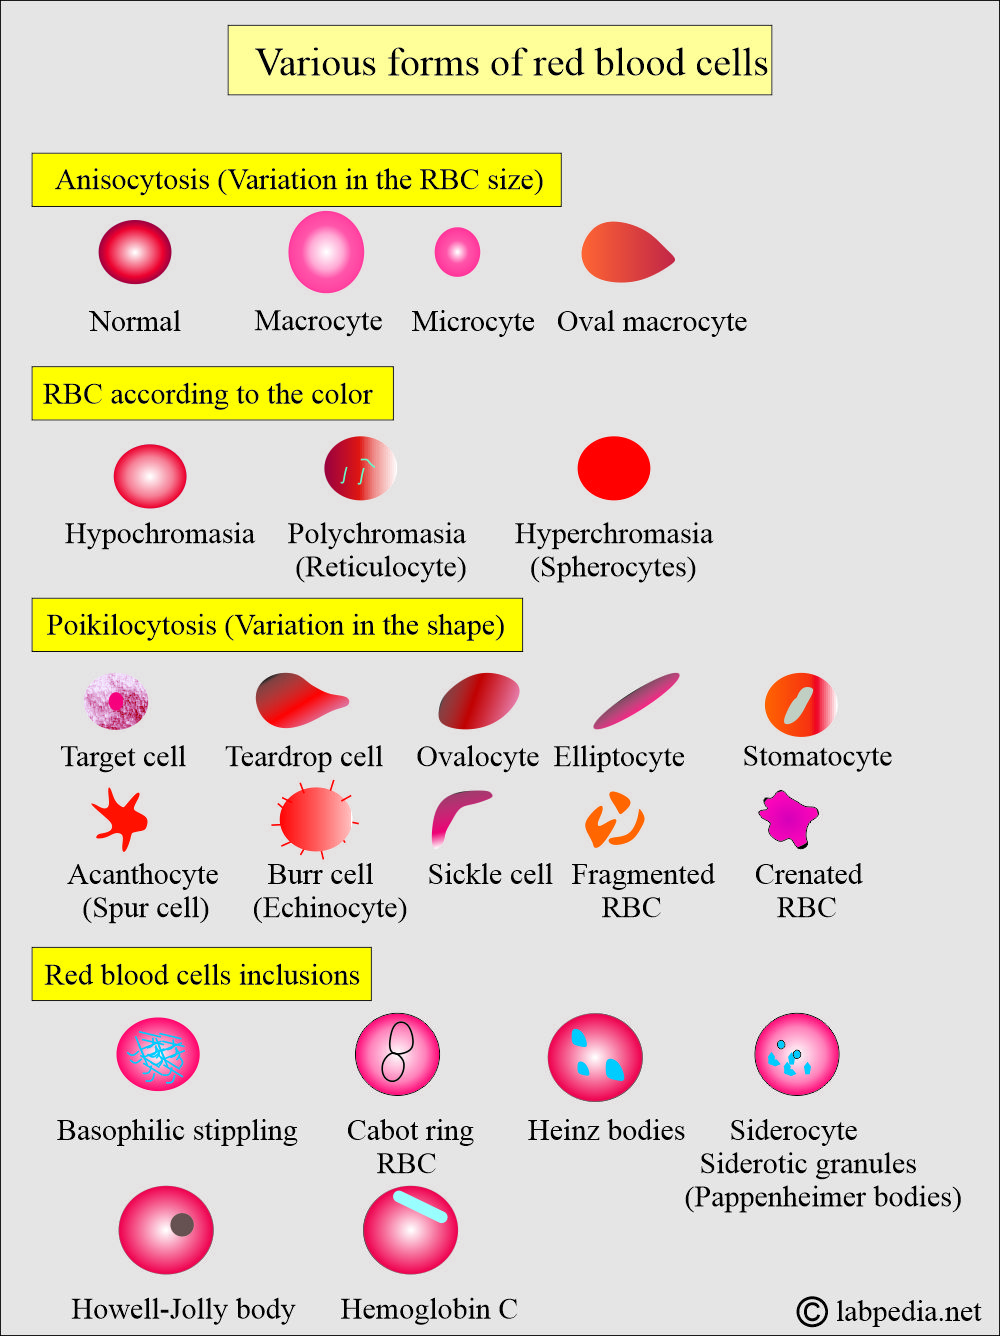 Various forms of red blood cells
Anisocytosis (Variation in the RBC size)
Normal Macrocyte Microcyte Oval macrocyte
RBC according to the color
Hypochromasia Polychromasia Hyperchromasia
(Reticulocyte) (Spherocytes)
Poikilocytosis (Variation in the shape)
Target cell Teardrop cell Ovalocyte Elliptocyte Stomatocyte
Acanthocyte Burr cell Sickle cell Fragmented Crenated
(Spur cell) (Echinocyte) RBC RBC
Red blood cells inclusions
Basophilic stippling Cabot ring Heinz bodies Siderocyte
RBC Siderotic granules
(Pappenheimer bodies)
Howell-Jolly body Hemoglobin C
© labpedia.net